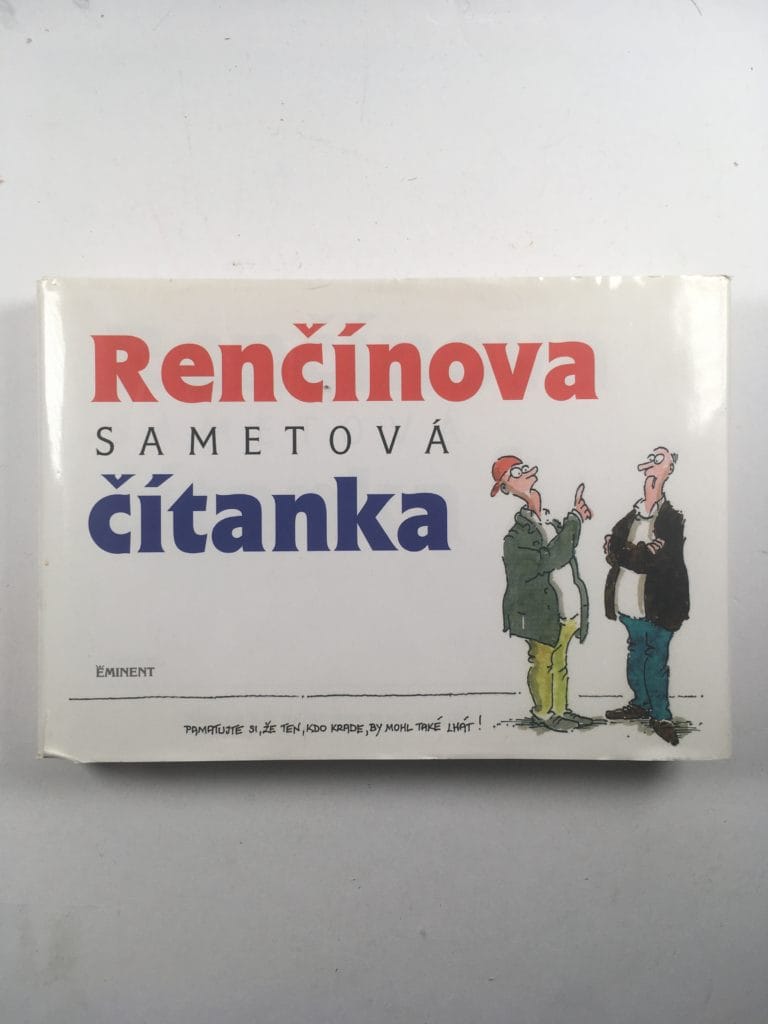 Renčínova
SAMETOVÁ
čítanka
EMINENT
PAMATUJTE SI, ŽE TEN, KDO KRADE, BY MOHL TAKÉ LHÁT!